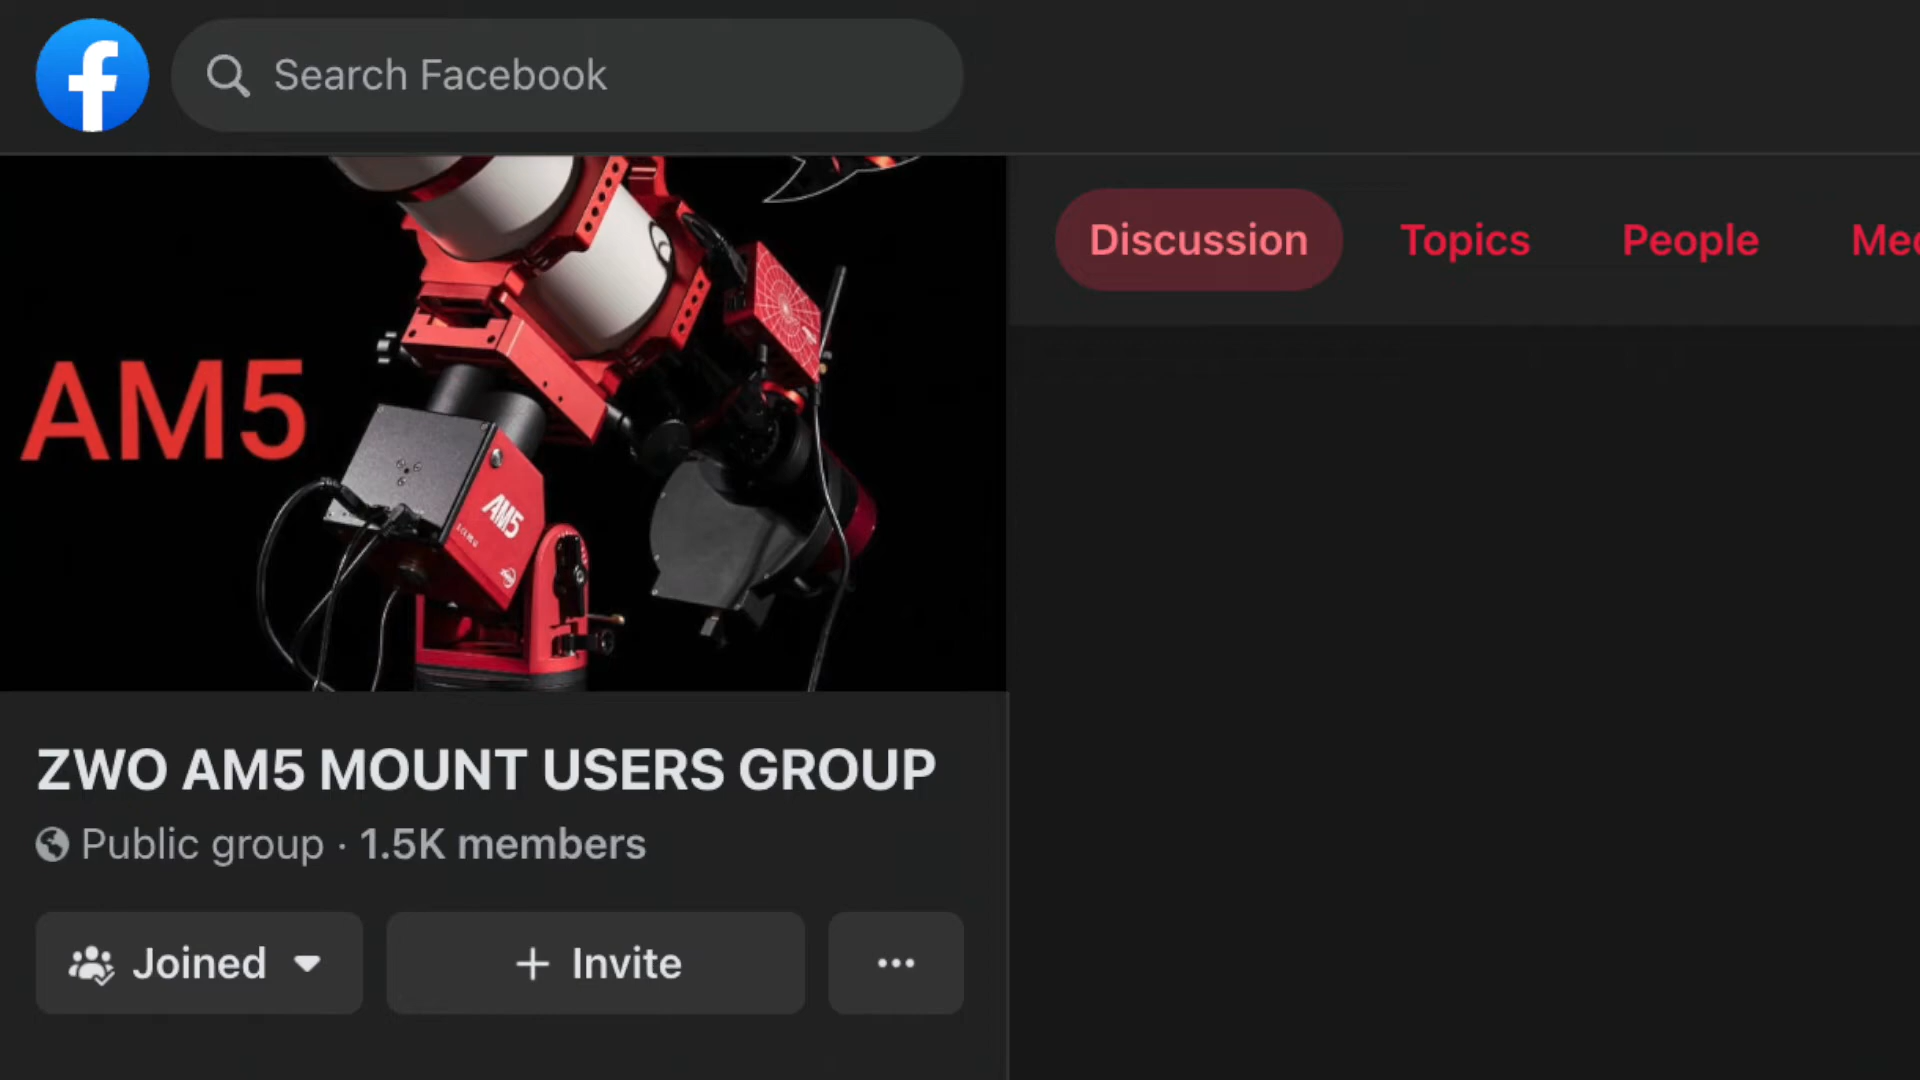 Search Facebook
Discussion
Topics
People
AM5
AM5
ZWO AM5 MOUNT USERS GROUP
Public group · 1.5K members
Joined
+ Invite